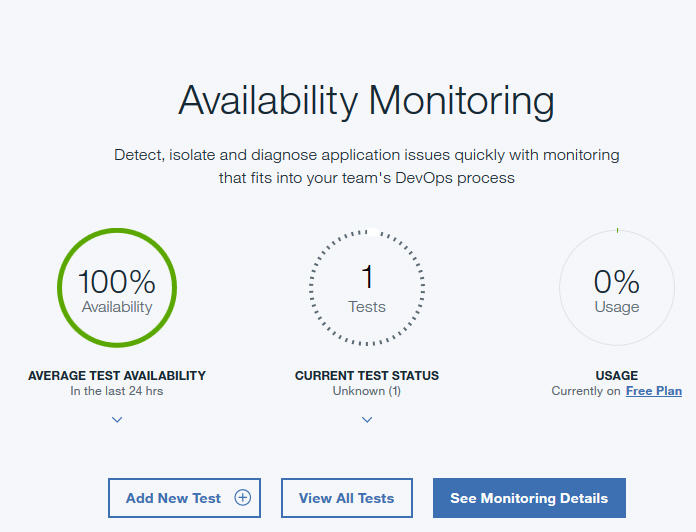 Availability Monitoring
Detect, isolate and diagnose application issues quickly with monitoring
that fits into your team's DevOps process
100%
Availability
1
Tests
0%
Usage
AVERAGE TEST AVAILABILITY
In the last 24 hrs
CURRENT TEST STATUS
Unknown (1)
USAGE
Currently on Free Plan
Add New Test
View All Tests
See Monitoring Details